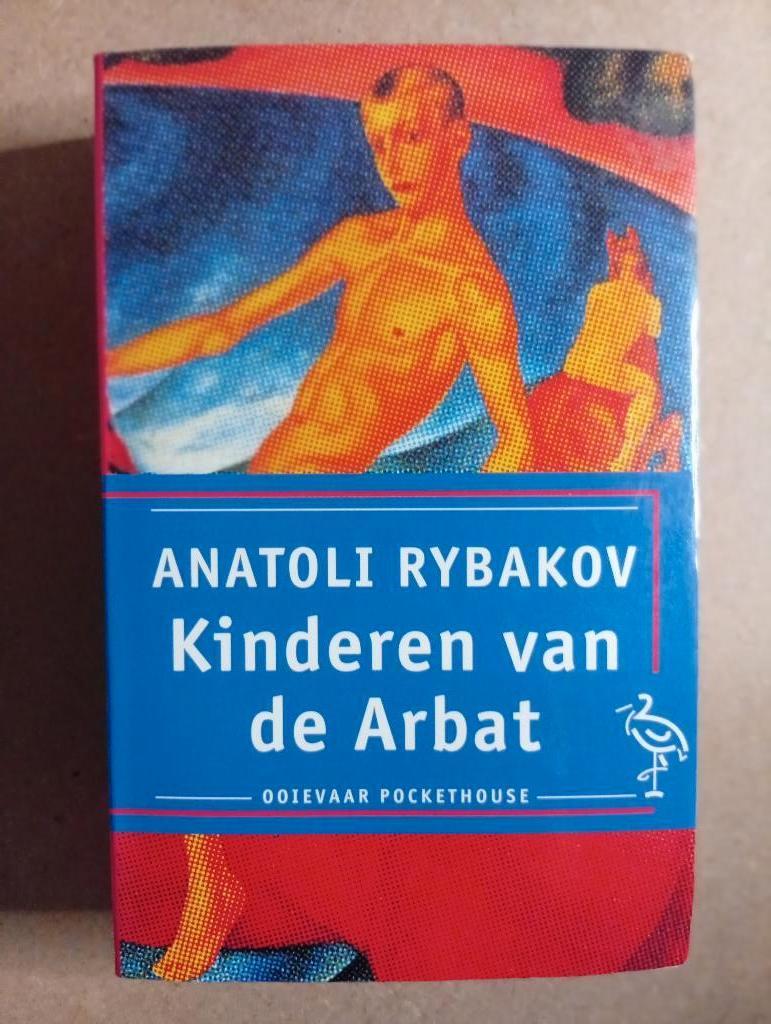 ANATOLI RYBAKOV
Kinderen van
de Arbat
OOIEVAAR POCKETHOUSE